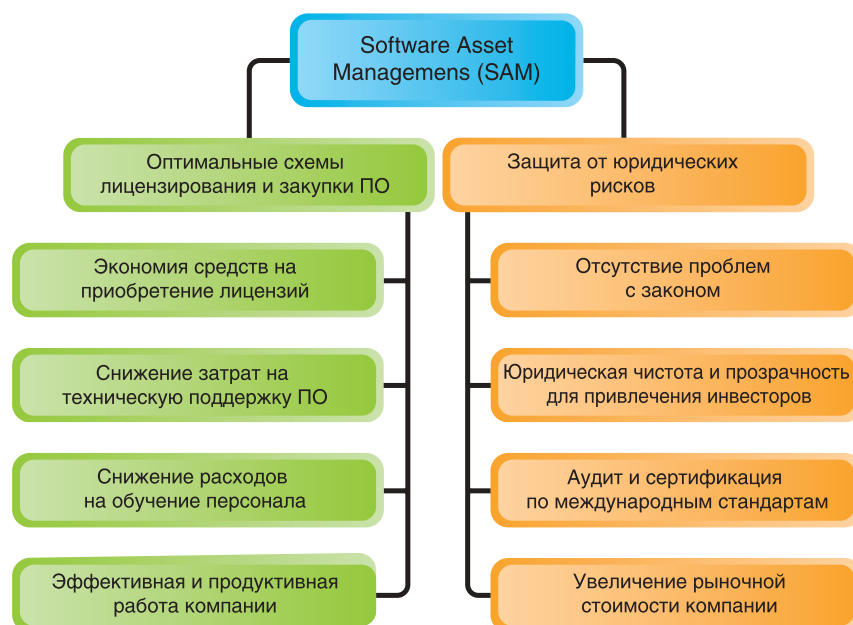 Software Asset
Managemens (SAM)
Оптимальные схемы
лицензирования и закупки ПО
Экономия средств на
приобретение лицензий
Снижение затрат на
техническую поддержку ПО
Снижение расходов
на обучение персонала
Эффективная и продуктивная
работа компании
Защита от юридических
рисков
Отсутствие проблем
с законом
Юридическая чистота и прозрачность
для привлечения инвесторов
Аудит и сертификация
по международным стандартам
Увеличение рыночной
стоимости компании